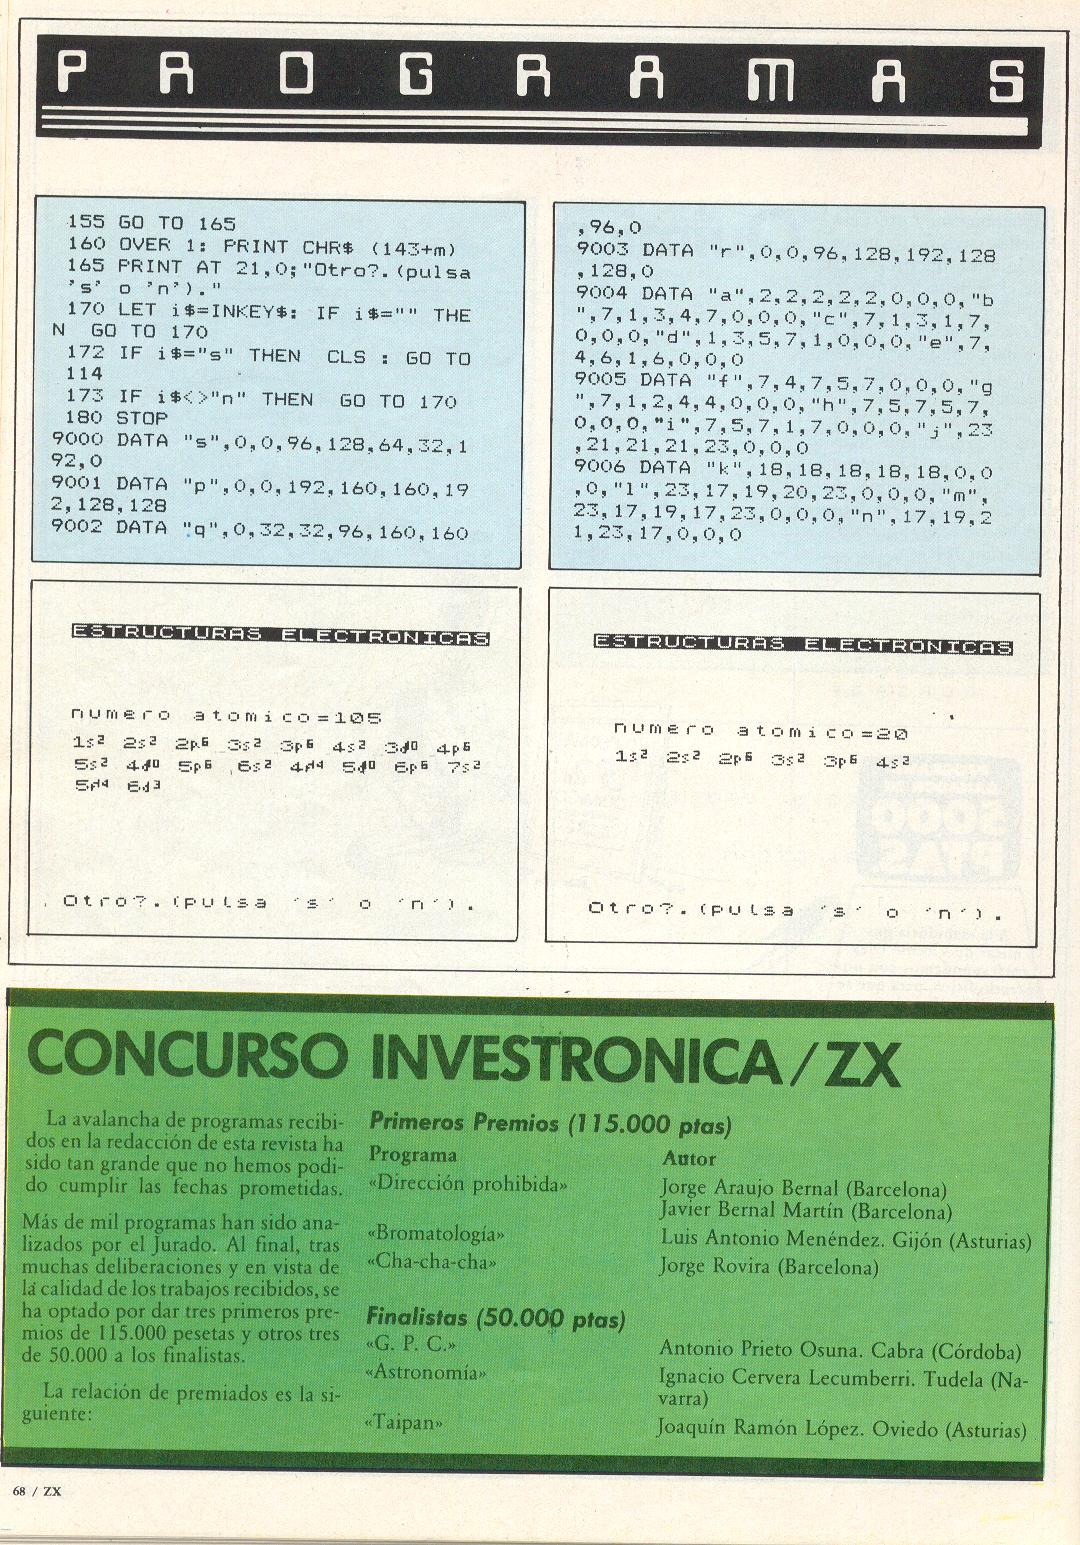 PROGRAMAS
155 GO TO 165
160 OVER 1: PRINT CHR$ (143+m)
165 PRINT AT 21,0;"Otro?.(pulsa
's' o 'n')."
170 LET i$=INKEY$: IF i$="" THE
N GO TO 170
172 IF i$="s" THEN CLS : GO TO
114
173 IF i$<>"n" THEN GO TO 170
180 STOP
9000 DATA "s",0,0,96,128,64,32,1
92,0
9001 DATA "p",0,0,192,160,160,19
2,128,128
9002 DATA "q",0,32,32,96,160,160
,96,0
9003 DATA "r",0,0,96,128,192,128
,128,0
9004 DATA "a",2,2,2,2,2,0,0,0,"b
",7,1,3,4,7,0,0,0,"c",7,1,3,1,7,
0,0,0,"d",1,3,5,7,1,0,0,0,"e",7,
4,6,1,6,0,0,0
9005 DATA "f",7,4,7,5,7,0,0,0,"g
",7,1,2,4,4,0,0,0,"h",7,5,7,5,7,
0,0,0,"i",7,5,7,1,7,0,0,0,"j",23
,21,21,21,23,0,0,0
9006 DATA "k",18,18,18,18,18,0,0
,0,"l",23,17,19,20,23,0,0,0,"m",
23,17,19,17,23,0,0,0,"n",17,19,2
1,23,17,0,0,0
ESTRUCTURAS ELECTRONICAS
numero atomico=105
1s² 2s² 2p⁶ 3s² 3p⁶ 4s² 3d¹⁰ 4p⁶
5s² 4d¹⁰ 5p⁶ 6s² 4f¹⁴ 5d¹⁰ 6p⁶ 7s²
5f¹⁴ 6d³
Otro?.(pulsa 's' o 'n').
ESTRUCTURAS ELECTRONICAS
numero atomico=20
1s² 2s² 2p⁶ 3s² 3p⁶ 4s²
Otro?.(pulsa 's' o 'n').
CONCURSO INVESTRONICA/ZX
La avalancha de programas recibi-
dos en la redacción de esta revista ha
sido tan grande que no hemos podi-
do cumplir las fechas prometidas.
Más de mil programas han sido ana-
lizados por el Jurado. Al final, tras
muchas deliberaciones y en vista de
la calidad de los trabajos recibidos, se
ha optado por dar tres primeros pre-
mios de 115.000 pesetas y otros tres
de 50.000 a los finalistas.
La relación de premiados es la si-
guiente:
Primeros Premios (115.000 ptas)
Programa Autor
«Dirección prohibida» Jorge Araujo Bernal (Barcelona)
Javier Bernal Martín (Barcelona)
«Bromatología» Luis Antonio Menéndez. Gijón (Asturias)
«Cha-cha-cha» Jorge Rovira (Barcelona)
Finalistas (50.000 ptas)
«G. P. C.» Antonio Prieto Osuna. Cabra (Córdoba)
«Astronomía» Ignacio Cervera Lecumberri. Tudela (Na-
varra)
«Taipan» Joaquín Ramón López. Oviedo (Asturias)
68 / ZX